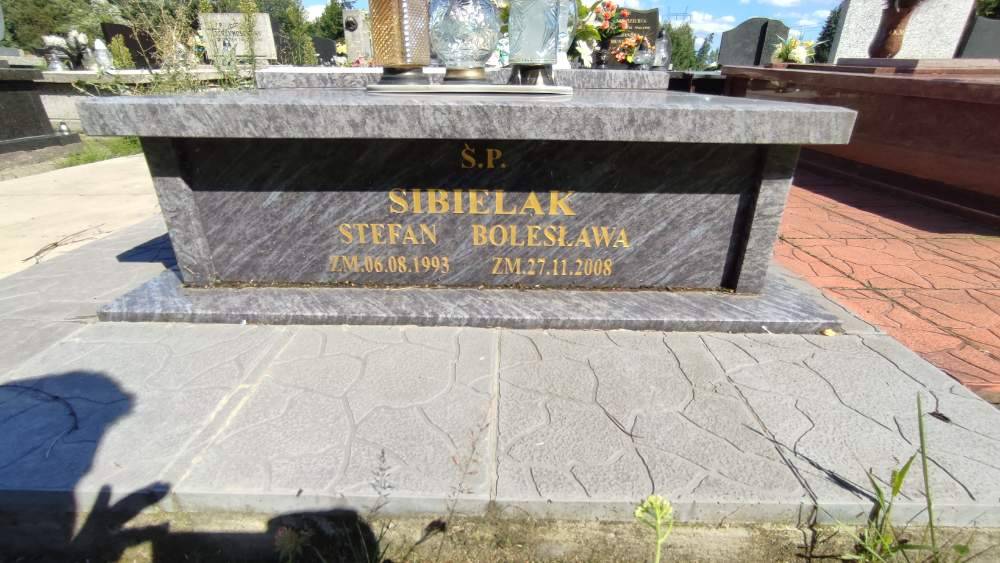 Ś.P.
SIBIELAK
STEFAN BOLESŁAWA
ZM.06.08.1993 ZM.27.11.2008